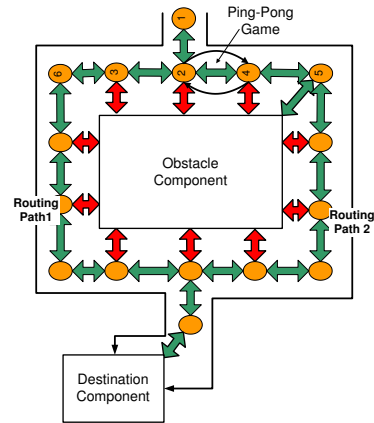 1
Ping-Pong
Game
6
3
2
4
5
Obstacle
Component
Routing
Path1
Routing
Path 2
Destination
Component